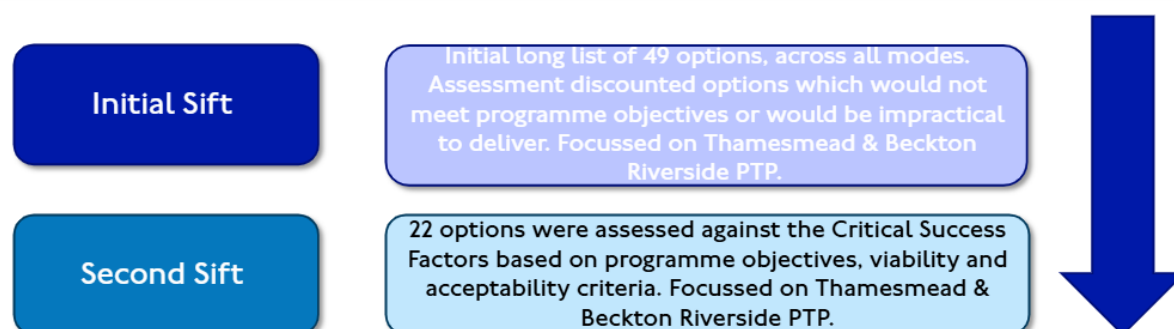 Initial Sift
Initial long list of 49 options, across all modes.
Assessment discounted options which would not
meet programme objectives or would be impractical
to deliver. Focussed on Thamesmead & Beckton
Riverside PTP.
Second Sift
22 options were assessed against the Critical Success
Factors based on programme objectives, viability and
acceptability criteria. Focussed on Thamesmead &
Beckton Riverside PTP.